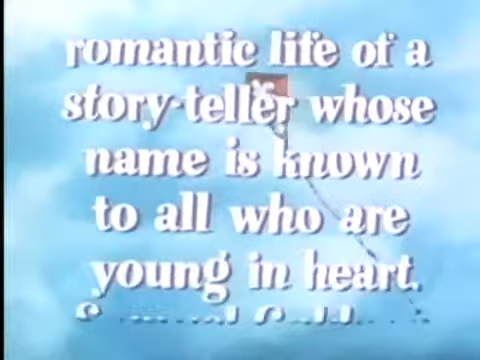 romantic life of a
story-teller whose
name is known
to all who are
young in heart.